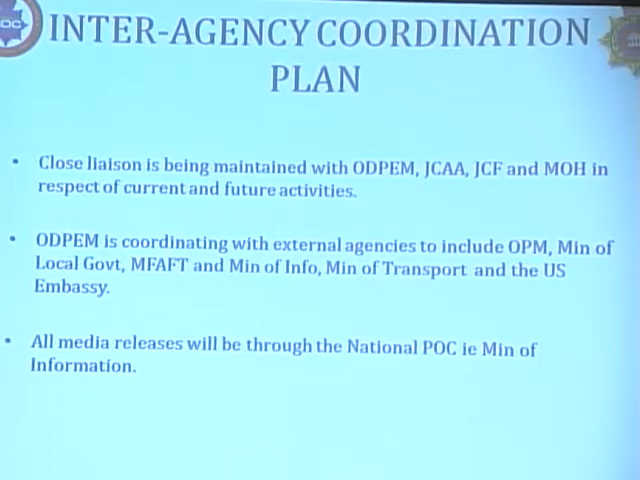 OC
INTER-AGENCY COORDINATION
PLAN
• Close liaison is being maintained with ODPEM, JCAA, JCF and MOH in
respect of current and future activities.
• ODPEM is coordinating with external agencies to include OPM, Min of
Local Govt, MFAFT and Min of Info, Min of Transport and the US
Embassy.
• All media releases will be through the National POC ie Min of
Information.